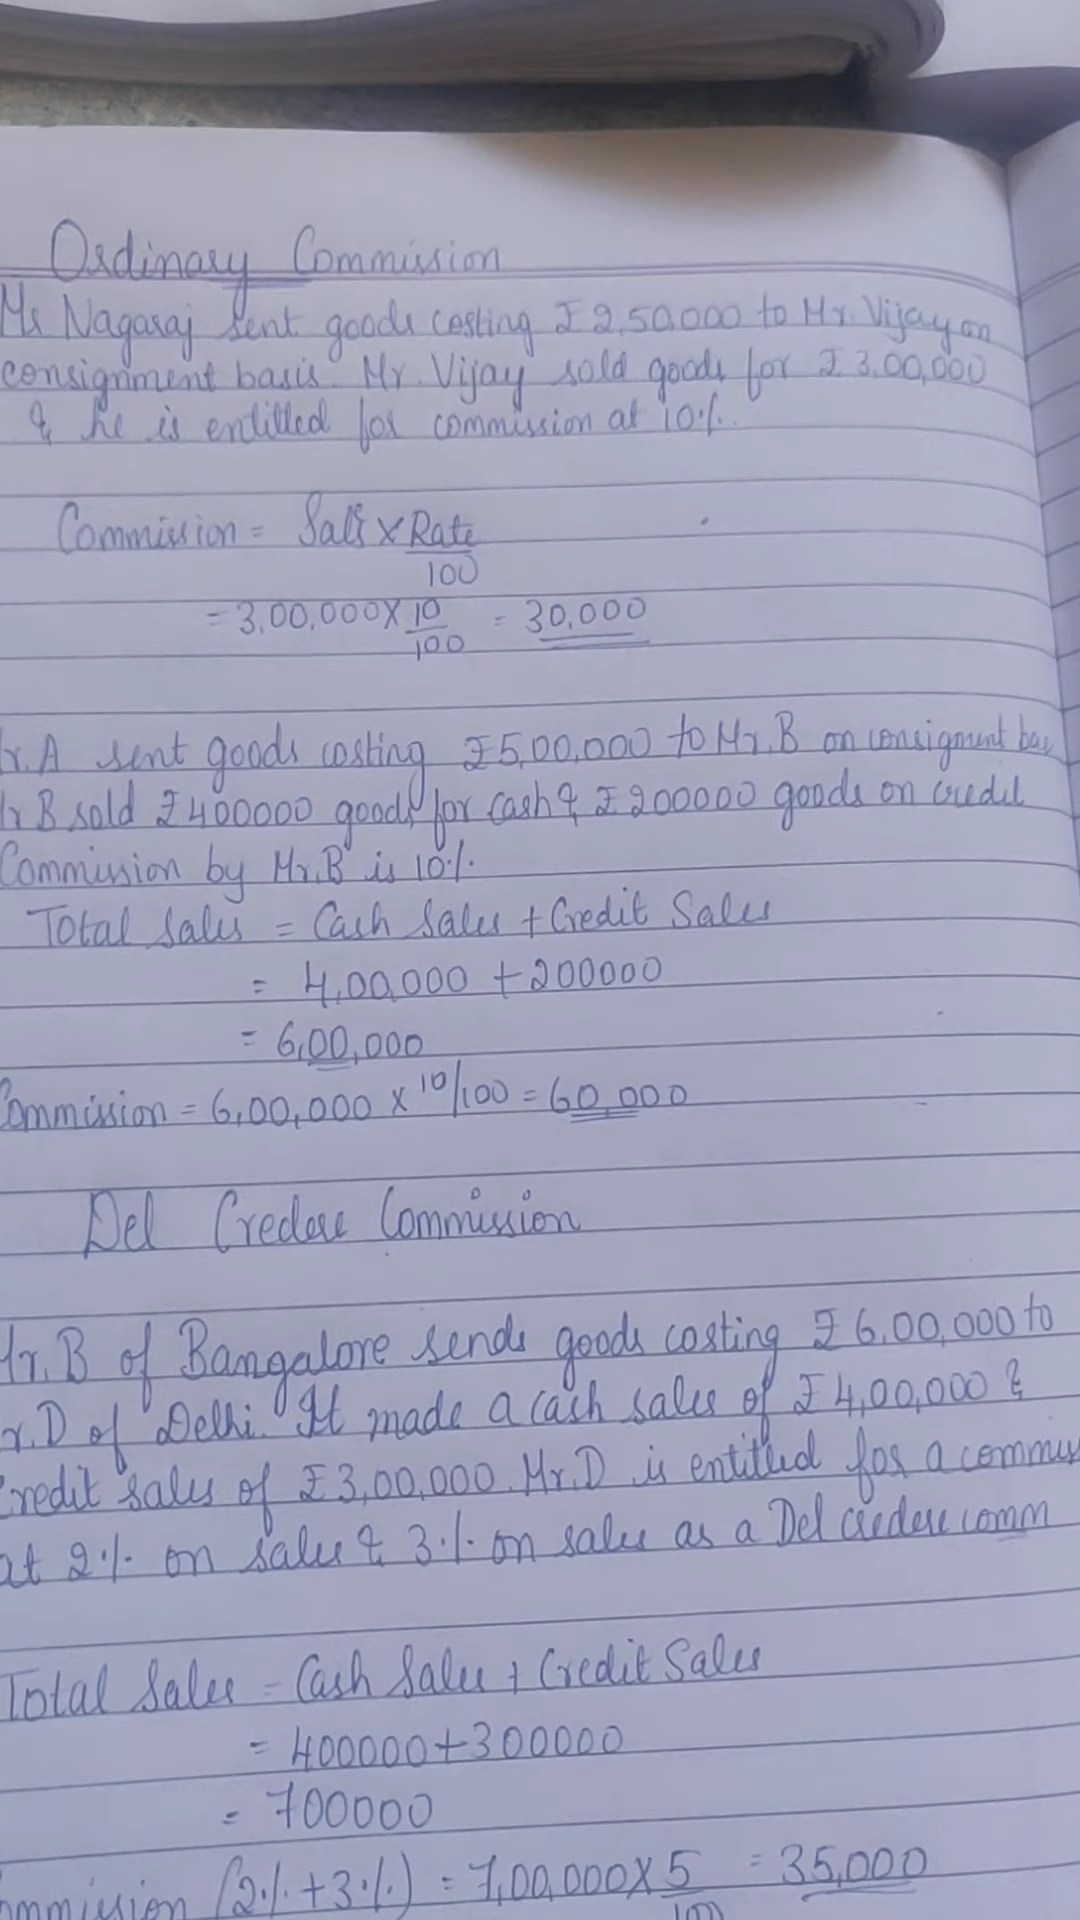 Ordinary Commission
Mr Nagaraj sent goods costing ₹ 2,50,000 to Mr. Vijay on
consignment basis. Mr. Vijay sold goods for ₹ 3,00,000
& he is entitled for commission at 10%.
Commission = Sales × Rate
100
= 3,00,000 × 10 = 30,000
100
Mr. A sent goods costing ₹5,00,000 to Mr. B on consignment bas
Mr B sold ₹400000 goods for cash & ₹200000 goods on credit
Commission by Mr. B is 10%.
Total sales = Cash Sales + Credit Sales
= 4,00,000 + 200000
= 6,00,000
Commission = 6,00,000 × 10/100 = 60,000
Del Credere Commission
Mr. B of Bangalore sends goods costing ₹ 6,00,000 to
Mr. D of Delhi. It made a cash sales of ₹ 4,00,000 &
Credit sales of ₹3,00,000. Mr. D is entitled for a commis
at 2% on sales & 3% on sales as a Del credere comm
Total Sales = Cash Sales + Credit Sales
= 400000 + 300000
= 700000
Commission (2% + 3%) = 7,00,000 × 5 = 35,000
100